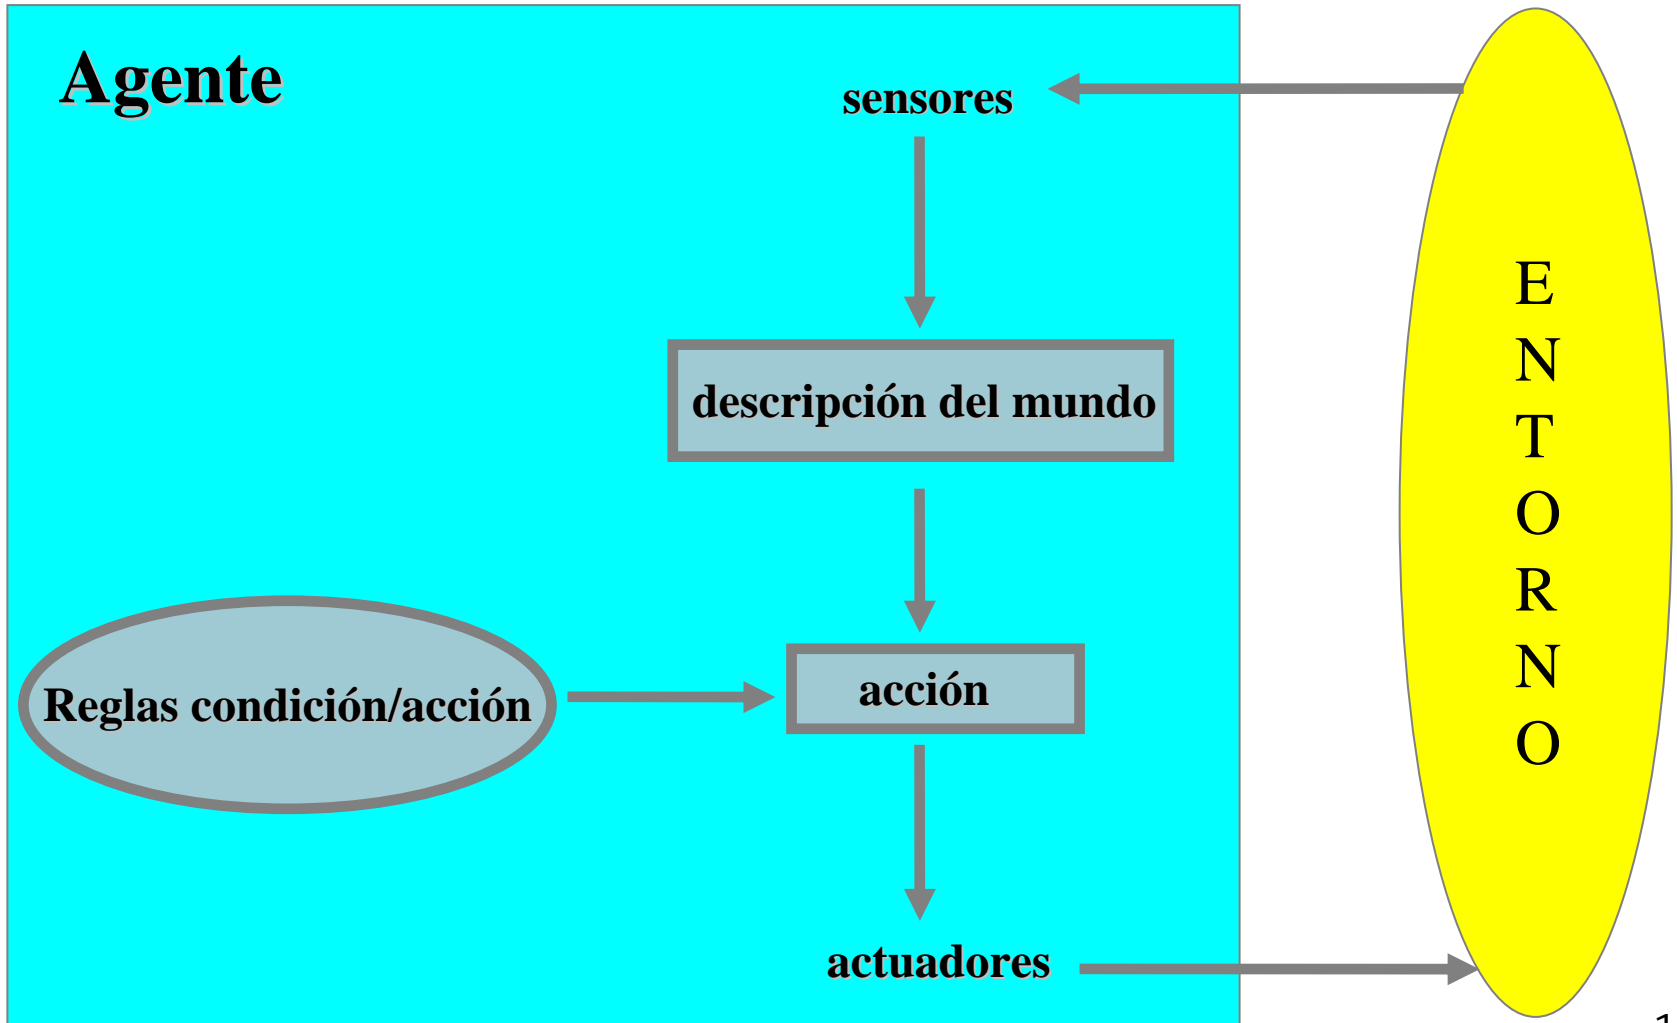 Agente
sensores
descripción del mundo
Reglas condición/acción
acción
actuadores
E
N
T
O
R
N
O